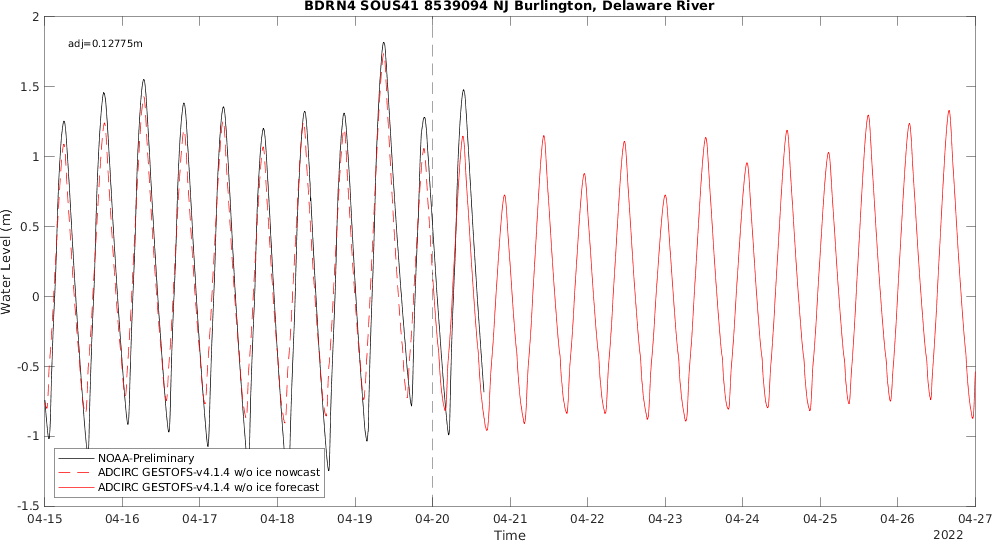 BDRN4 SOUS41 8539094 NJ Burlington, Delaware River
adj=0.12775m
2
1.5
1
0.5
0
-0.5
-1
-1.5
Water Level (m)
NOAA-Preliminary
ADCIRC GESTOFS-v4.1.4 w/o ice nowcast
ADCIRC GESTOFS-v4.1.4 w/o ice forecast
04-15 04-16 04-17 04-18 04-19 04-20 04-21 04-22 04-23 04-24 04-25 04-26 04-27
Time
2022